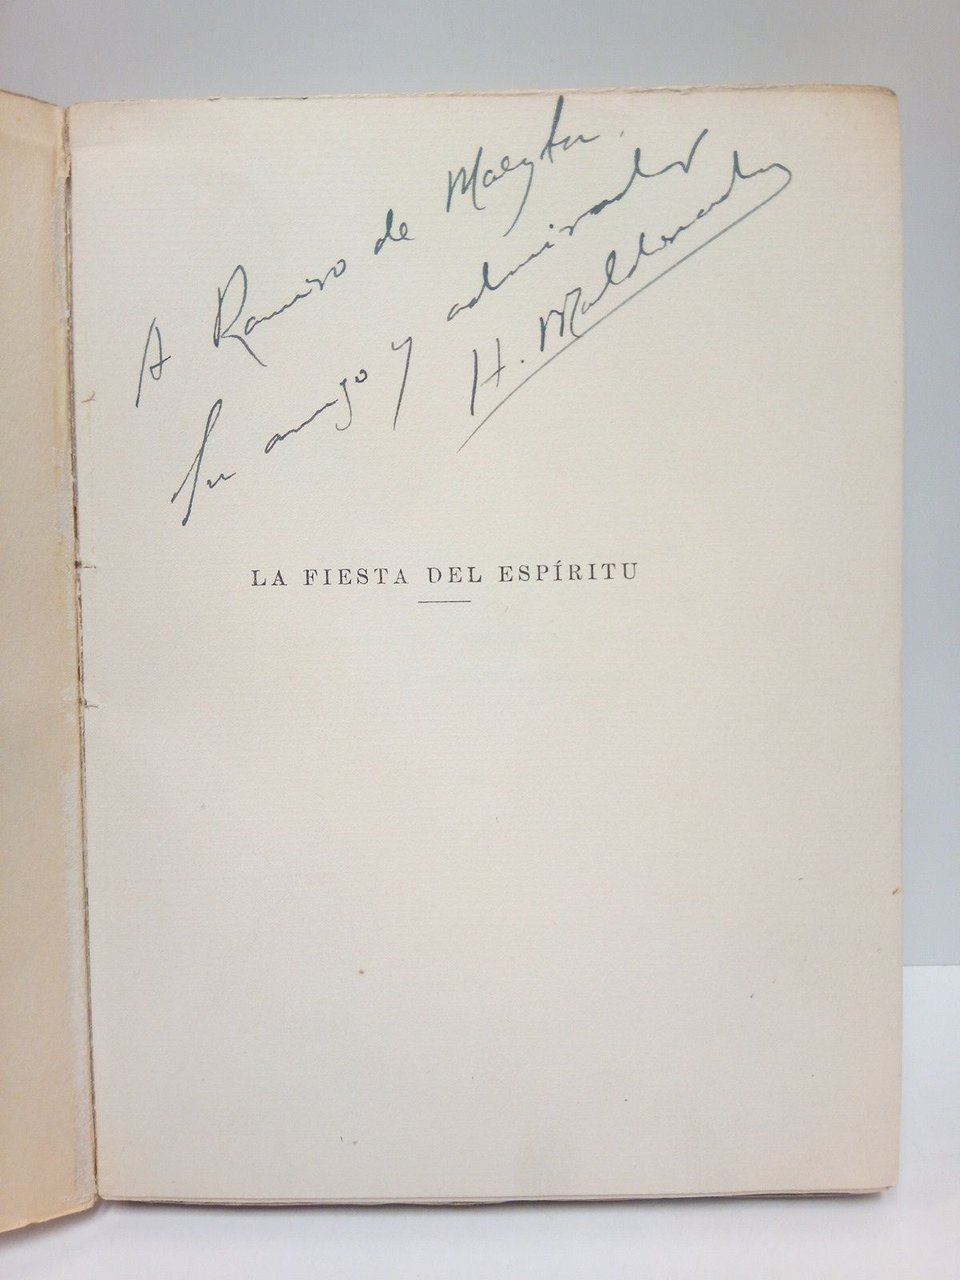 A Ramiro de Maeztu.
Su amigo y admirador
H. Maldonado
LA FIESTA DEL ESPÍRITU